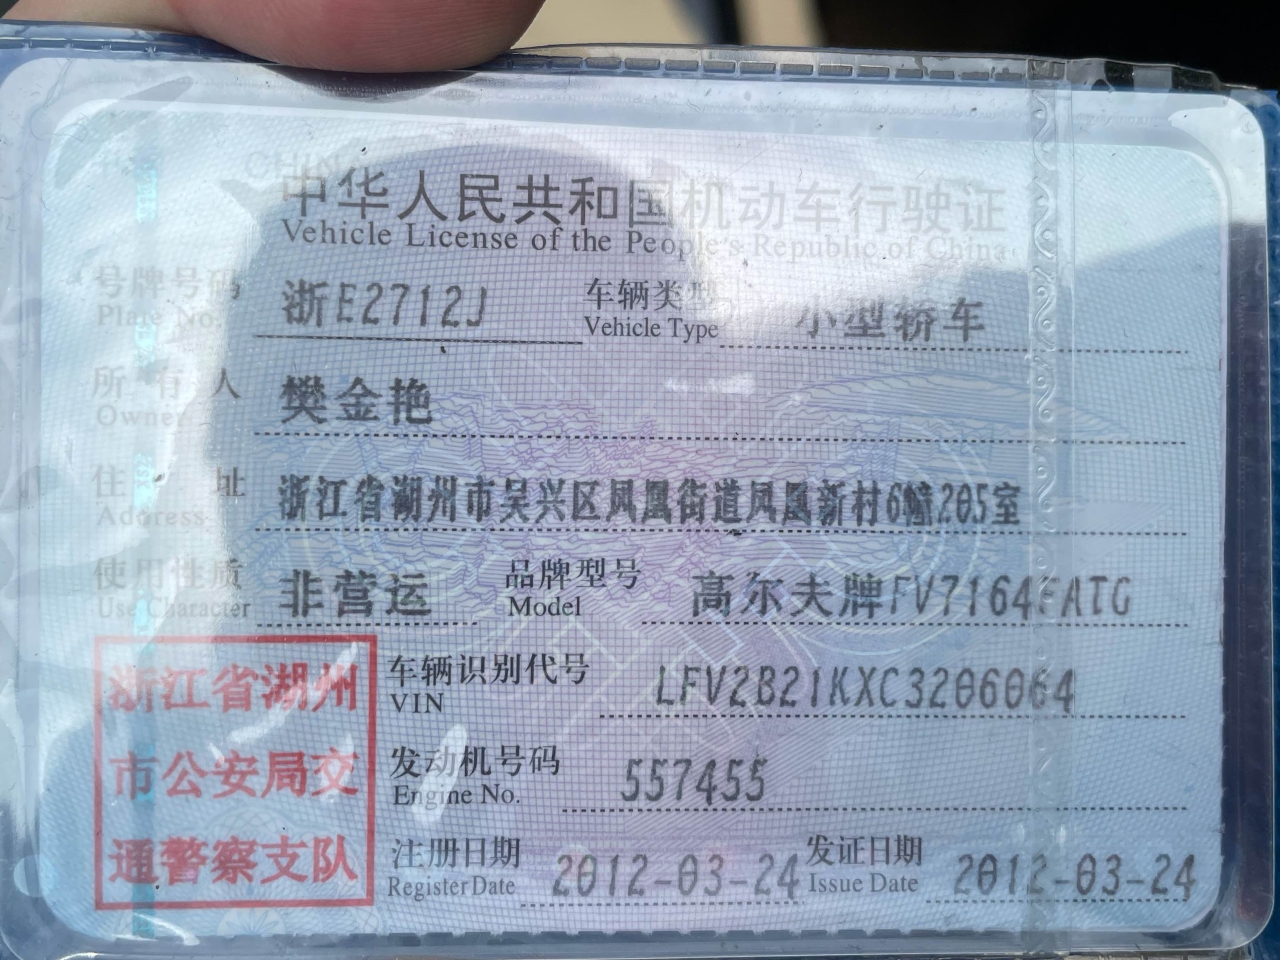 中华人民共和国机动车行驶证
Vehicle License of the People's Republic of China
号牌号码 浙E2712J 车辆类型 小型轿车
Plate No. Vehicle Type
所有人 樊金艳
Owner
住址 浙江省湖州市吴兴区凤凰街道凤凰新村6幢205室
Address
使用性质 非营运 品牌型号 高尔夫牌FV7164FATG
Use Character Model
浙江省湖州
市公安局交
通警察支队
车辆识别代号 LFV2B21KXC3206064
VIN
发动机号码 557455
Engine No.
注册日期 2012-03-24 发证日期 2012-03-24
Register Date Issue Date